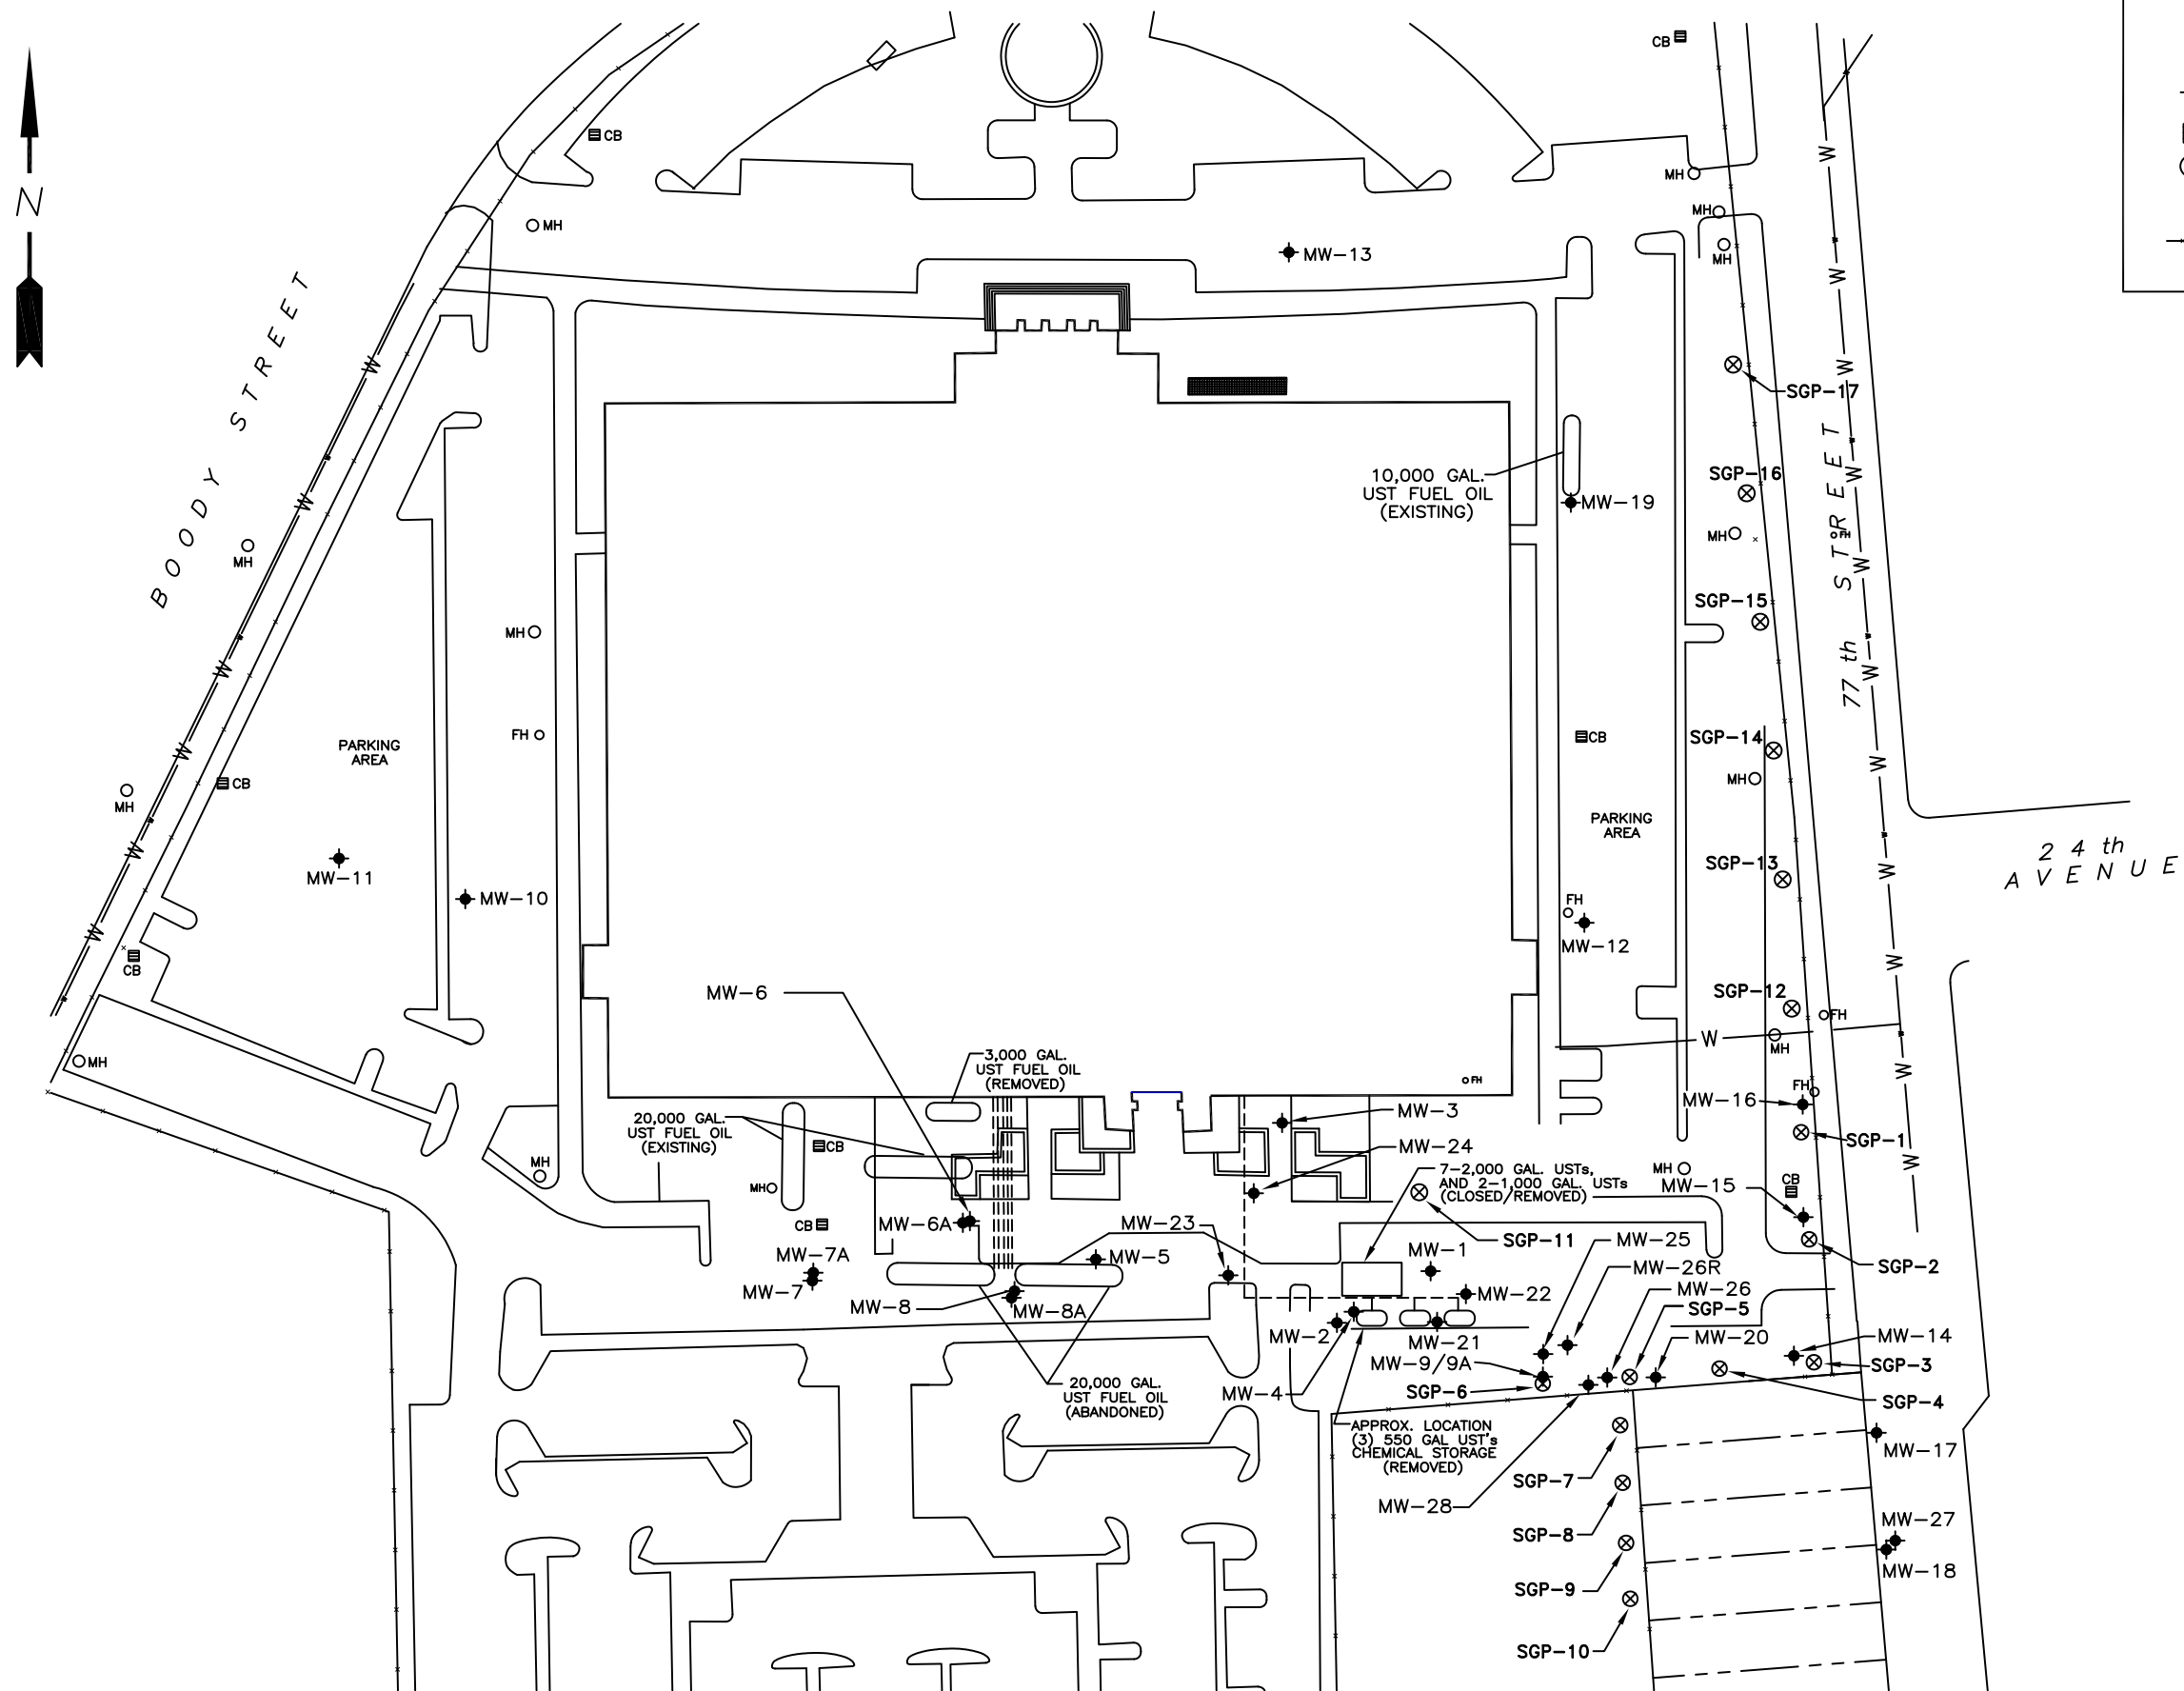 CB
N
CB
MH
W
MH
MH
MH
MW-13
W
W
BOODY STREET
W
SGP-17
77 th STREET
10,000 GAL.
UST FUEL OIL
(EXISTING)
MW-19
SGP-16
W
W
MH
FH
MH
W
SGP-15
MH
W
W
FH
PARKING
AREA
CB
SGP-14
W
W
MH
CB
MH
PARKING
AREA
W
24 th
AVENUE
MW-11
SGP-13
W
MW-10
FH
MW-12
W
W
CB
MW-6
SGP-12
FH
W
MH
MH
3,000 GAL.
UST FUEL OIL
(REMOVED)
W
FH
FH
MW-16
MW-3
20,000 GAL.
UST FUEL OIL
(EXISTING)
CB
MW-24
SGP-1
MH
MH
7-2,000 GAL. USTs,
AND 2-1,000 GAL. USTs
(CLOSED/REMOVED)
MH
W
CB
MW-15
CB
MW-6A
MW-23
SGP-11
MW-25
MW-7A
MW-5
MW-1
MW-26R
SGP-2
MW-7
MW-8
MW-8A
MW-22
MW-26
SGP-5
MW-2
MW-21
MW-20
MW-14
MW-9/9A
SGP-3
20,000 GAL.
UST FUEL OIL
(ABANDONED)
MW-4
SGP-6
SGP-4
APPROX. LOCATION
(3) 550 GAL UST's
CHEMICAL STORAGE
(REMOVED)
MW-17
SGP-7
MW-28
MW-27
SGP-8
MW-18
SGP-9
SGP-10